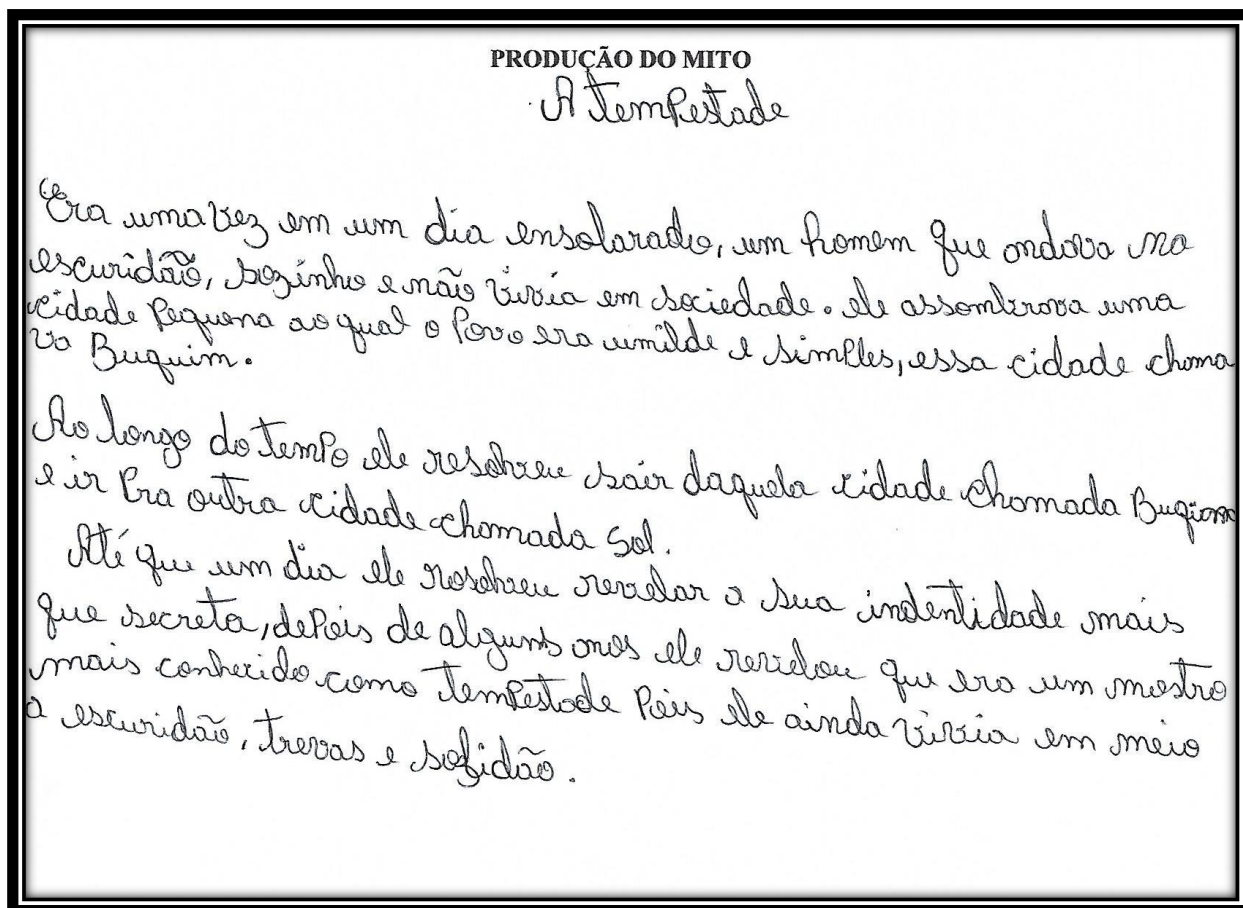 PRODUÇÃO DO MITO
A temPestade
Era uma vez em um dia ensolarado, um homem que andava na
escuridão, sozinho e não vivia em sociedade. ele assombrava uma
cidade Pequena ao qual o Povo era umilde e simPles, essa cidade chama
va Buquim.
Ao longo do temPo ele resolveu sair daquela cidade chamada
e ir Pra outra cidade chamada Sol.
Até que um dia ele resolveu revelar a sua indentidade mais
que secreta, dePois de alguns anos ele revelou que era um mostro
mais conhecido como temPestade Pois ele ainda vivia em meio
a escuridão, trevas e solidão.